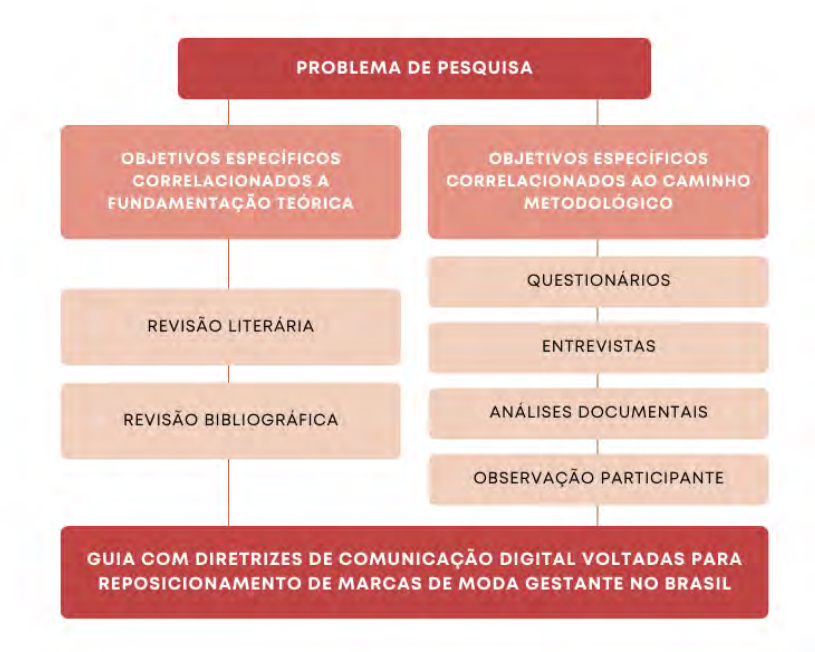 PROBLEMA DE PESQUISA
OBJETIVOS ESPECÍFICOS
CORRELACIONADOS A
FUNDAMENTAÇÃO TEÓRICA
REVISÃO LITERÁRIA
REVISÃO BIBLIOGRÁFICA
OBJETIVOS ESPECÍFICOS
CORRELACIONADOS AO CAMINHO
METODOLÓGICO
QUESTIONÁRIOS
ENTREVISTAS
ANÁLISES DOCUMENTAIS
OBSERVAÇÃO PARTICIPANTE
GUIA COM DIRETRIZES DE COMUNICAÇÃO DIGITAL VOLTADAS PARA
REPOSICIONAMENTO DE MARCAS DE MODA GESTANTE NO BRASIL